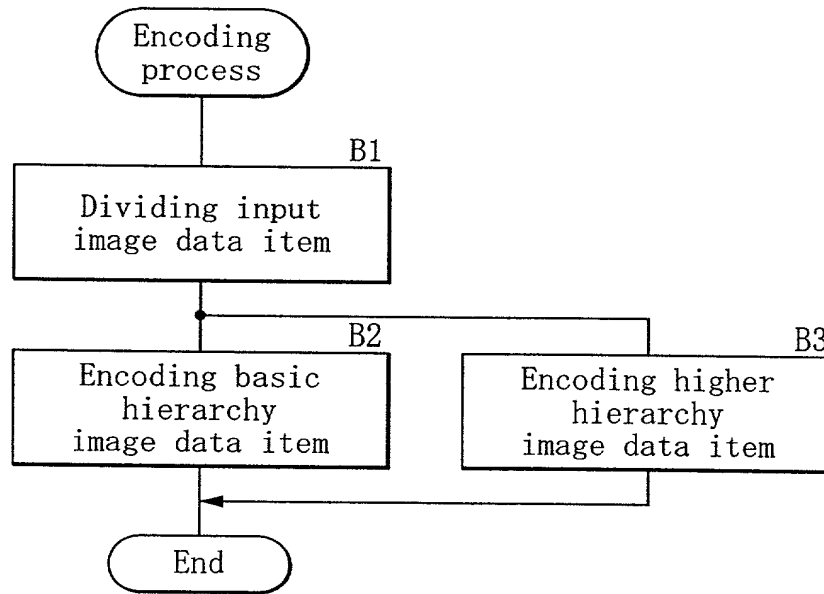 Encoding
process
B1
Dividing input
image data item
B2
Encoding basic
hierarchy
image data item
B3
Encoding higher
hierarchy
image data item
End